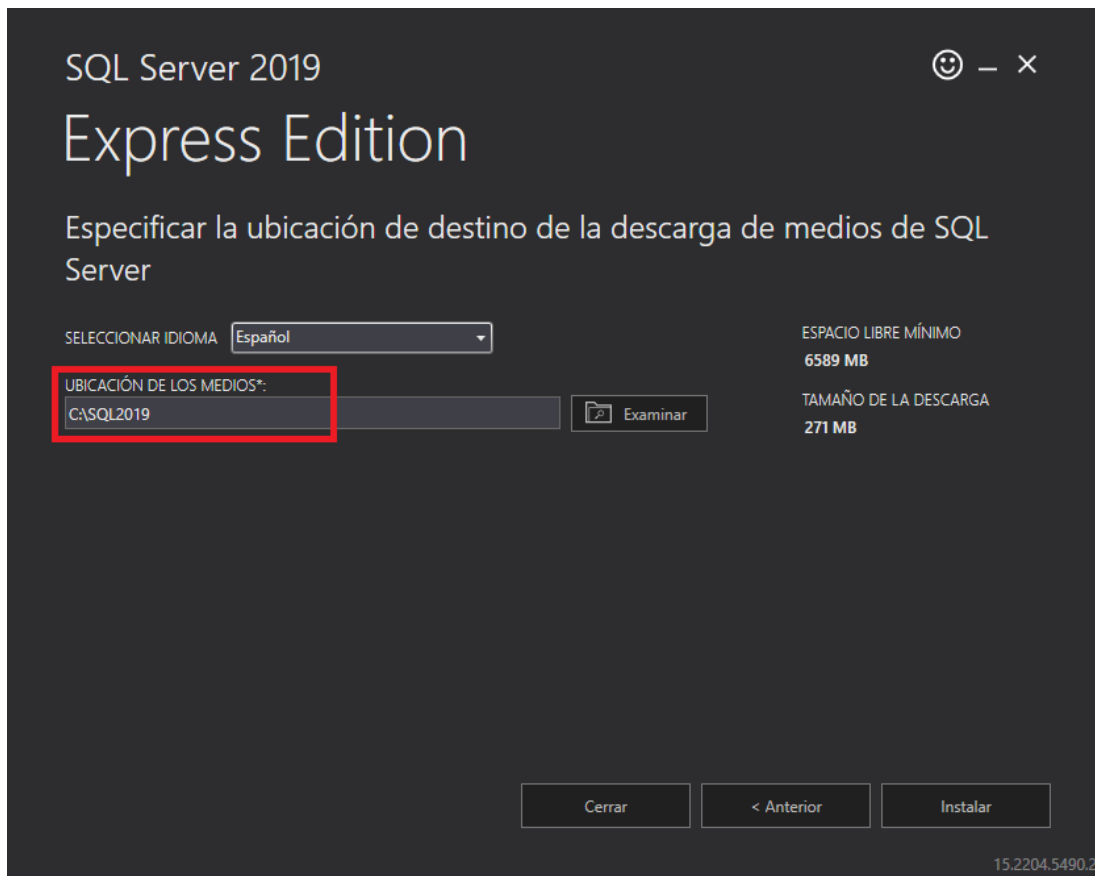 SQL Server 2019
Express Edition
Especificar la ubicación de destino de la descarga de medios de SQL
Server
SELECCIONAR IDIOMA Español
ESPACIO LIBRE MÍNIMO
6589 MB
UBICACIÓN DE LOS MEDIOS*:
C:\SQL2019 Examinar
TAMAÑO DE LA DESCARGA
271 MB
Cerrar < Anterior Instalar
15.2204.5490.2